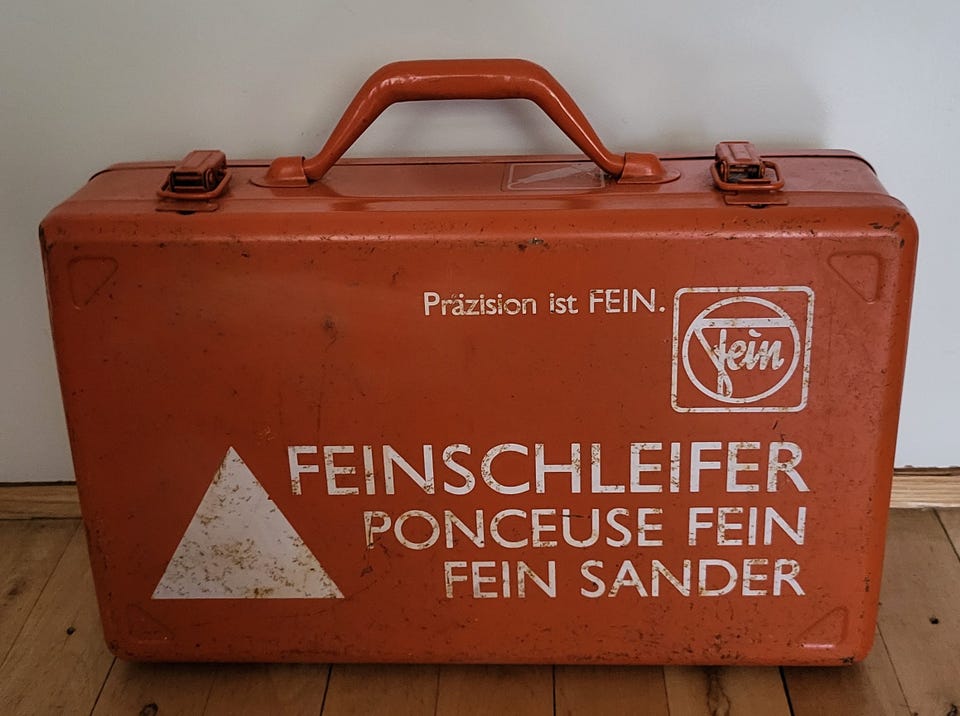 Präzision ist FEIN.
fein
FEINSCHLEIFER
PONCEUSE FEIN
FEIN SANDER